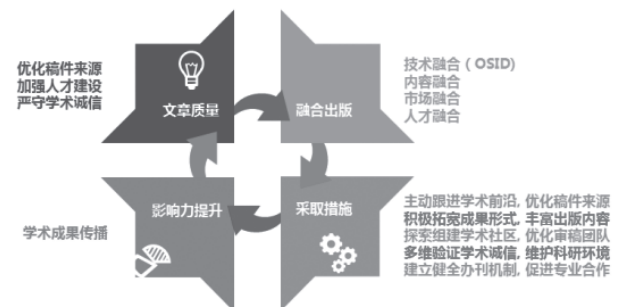 优化稿件来源
加强人才建设
严守学术诚信
文章质量
融合出版
技术融合（OSID)
内容融合
市场融合
人才融合
影响力提升
采取措施
学术成果传播
主动跟进学术前沿, 优化稿件来源
积极拓宽成果形式, 丰富出版内容
探索组建学术社区, 优化审稿团队
多维验证学术诚信, 维护科研环境
建立健全办刊机制, 促进专业合作